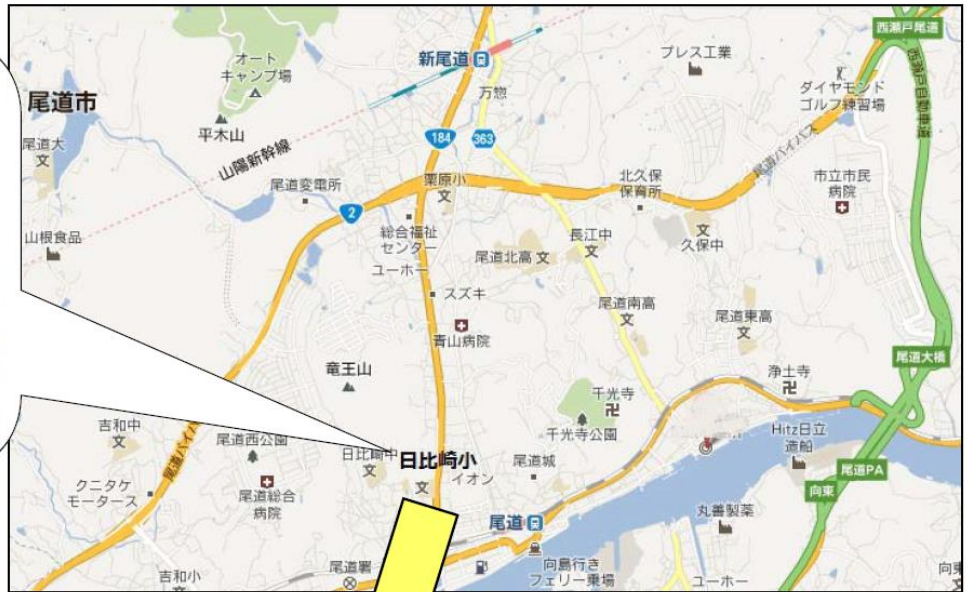 西瀬戸尾道
オート
キャンプ場
新尾道
プレス工業
ダイヤモンド
ゴルフ練習場
西瀬戸自動車道
尾道市
万惣
平木山
尾道大
184
363
山陽新幹線
尾道バイパス
栗原小
尾道変電所
北久保
保育所
市立市民
病院
2
山根食品
総合福祉
センター
長江中
久保中
尾道北高
ユーホー
スズキ
尾道南高
尾道東高
青山病院
尾道大橋
竜王山
浄土寺
千光寺
吉和中
千光寺公園
Hitz日立
造船
尾道バイパス
尾道西公園
日比崎中
日比崎小
尾道城
イオン
尾道PA
クニタケ
モータース
尾道総合
病院
向東
尾道
丸善製薬
尾道署
向島行き
フェリー乗場
吉和小
ユーホー